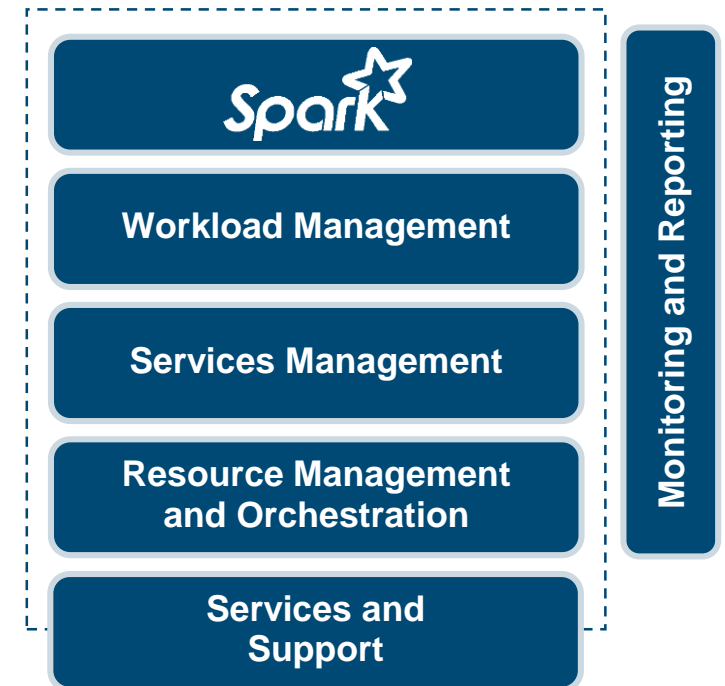 Spark
Workload Management
Services Management
Resource Management
and Orchestration
Services and
Support
Monitoring and Reporting